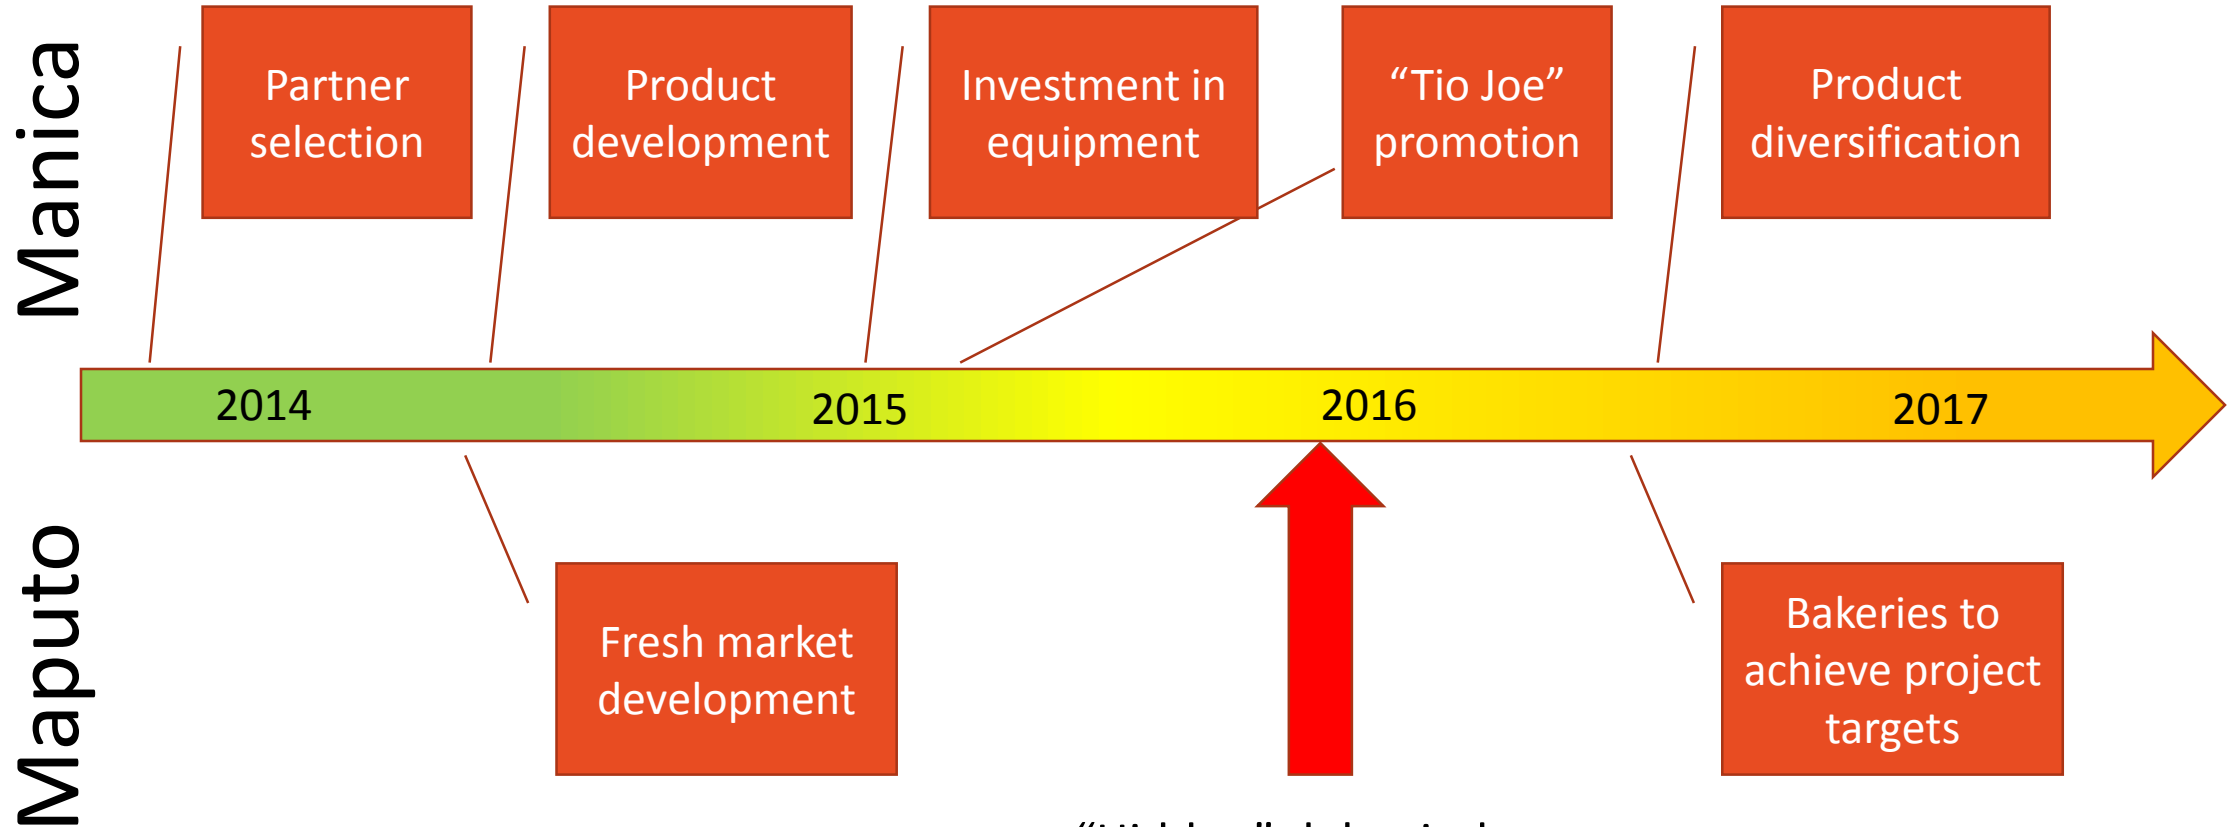 Manica
Partner
selection
Product
development
Investment in
equipment
“Tio Joe”
promotion
Product
diversification
2014
2015
2016
2017
Maputo
Fresh market
development
Bakeries to
achieve project
targets